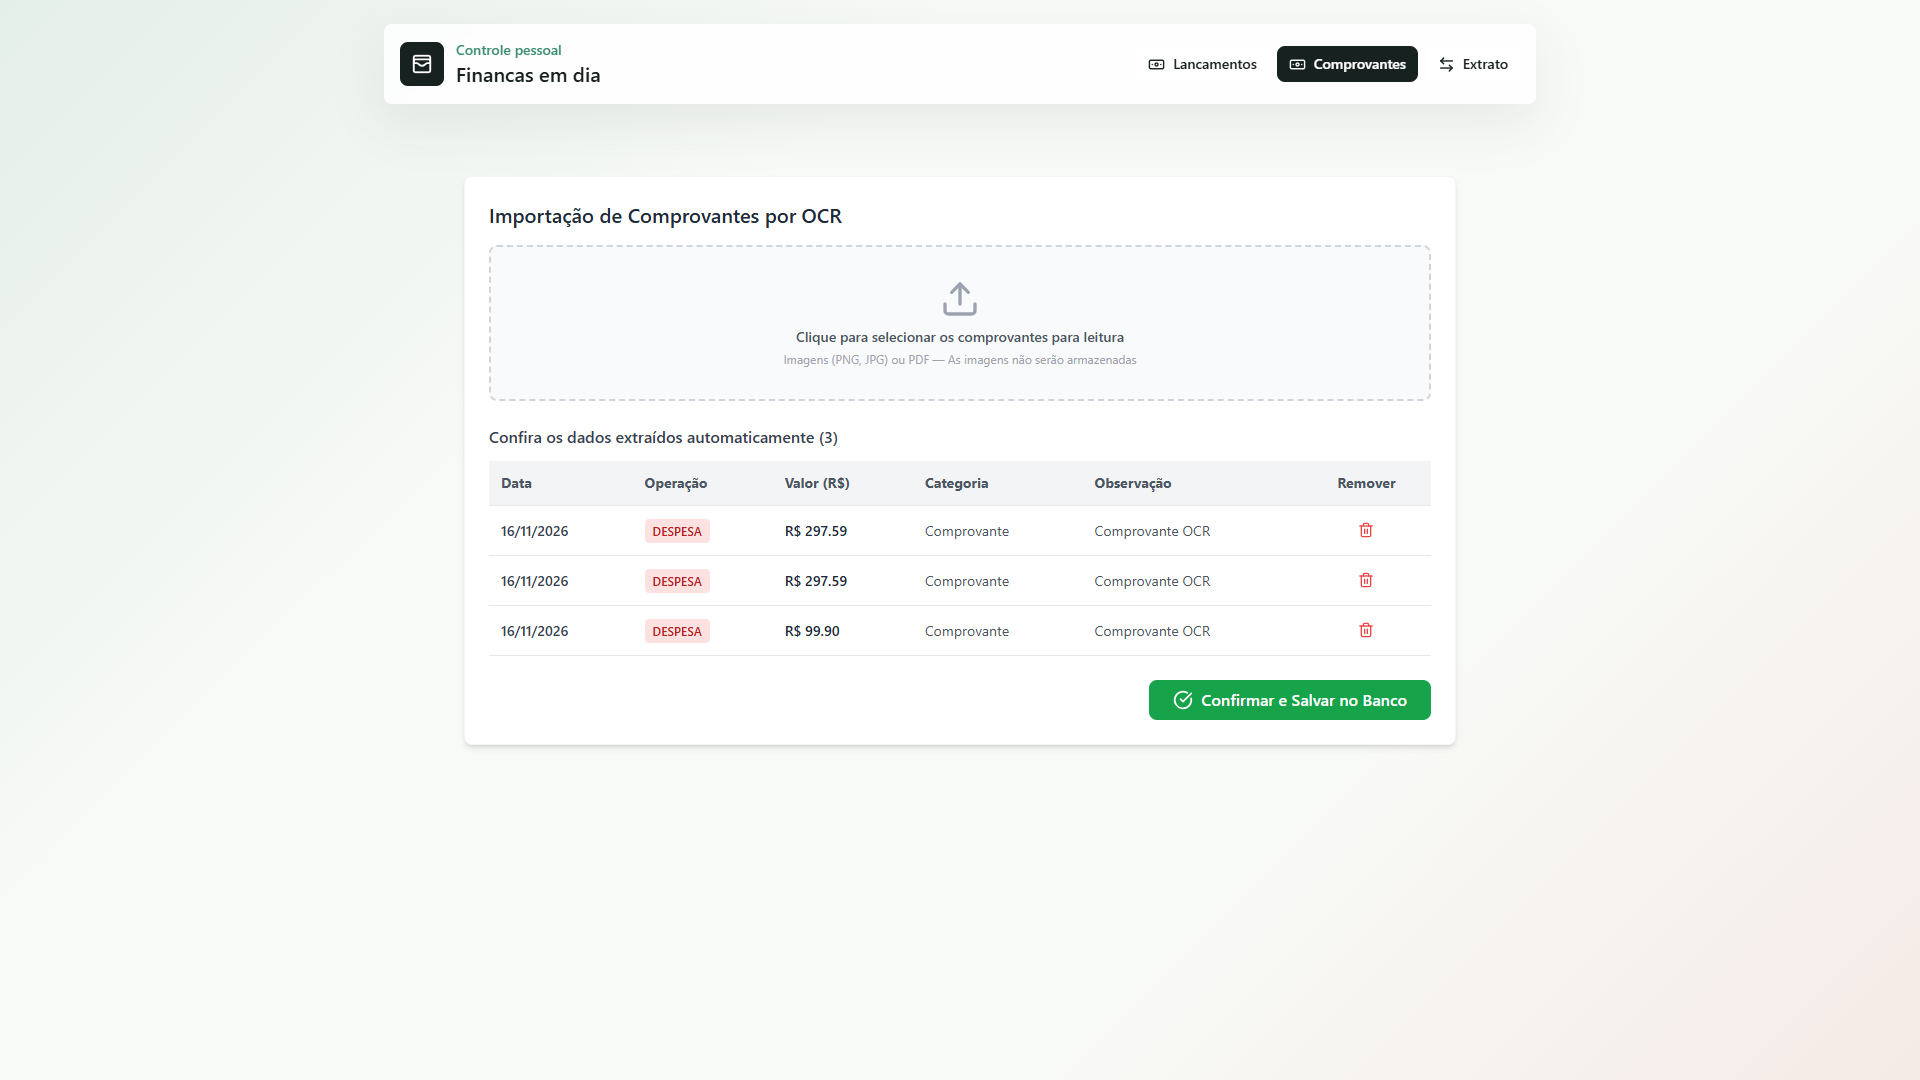 Controle pessoal
Financas em dia
Lancamentos
Comprovantes
Extrato
Importação de Comprovantes por OCR
Clique para selecionar os comprovantes para leitura
Imagens (PNG, JPG) ou PDF — As imagens não serão armazenadas
Confira os dados extraídos automaticamente (3)
Data Operação Valor (R$) Categoria Observação Remover
16/11/2026 DESPESA R$ 297.59 Comprovante Comprovante OCR
16/11/2026 DESPESA R$ 297.59 Comprovante Comprovante OCR
16/11/2026 DESPESA R$ 99.90 Comprovante Comprovante OCR
Confirmar e Salvar no Banco